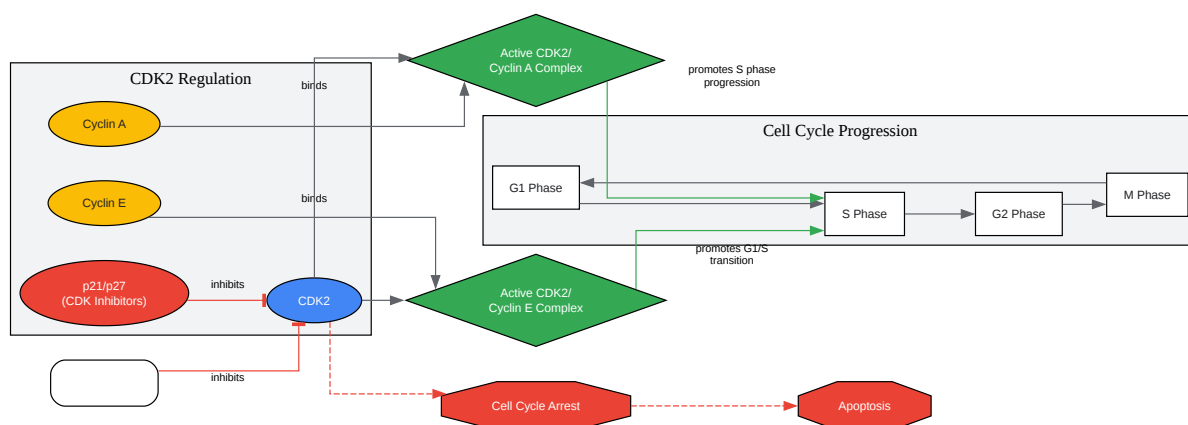 Active CDK2/
Cyclin A Complex
CDK2 Regulation
promotes S phase
progression
binds
Cyclin A
Cell Cycle Progression
G1 Phase
M Phase
Cyclin E
binds
S Phase
G2 Phase
promotes G1/S
transition
p21/p27
(CDK Inhibitors)
inhibits
CDK2
Active CDK2/
Cyclin E Complex
inhibits
Cell Cycle Arrest
Apoptosis